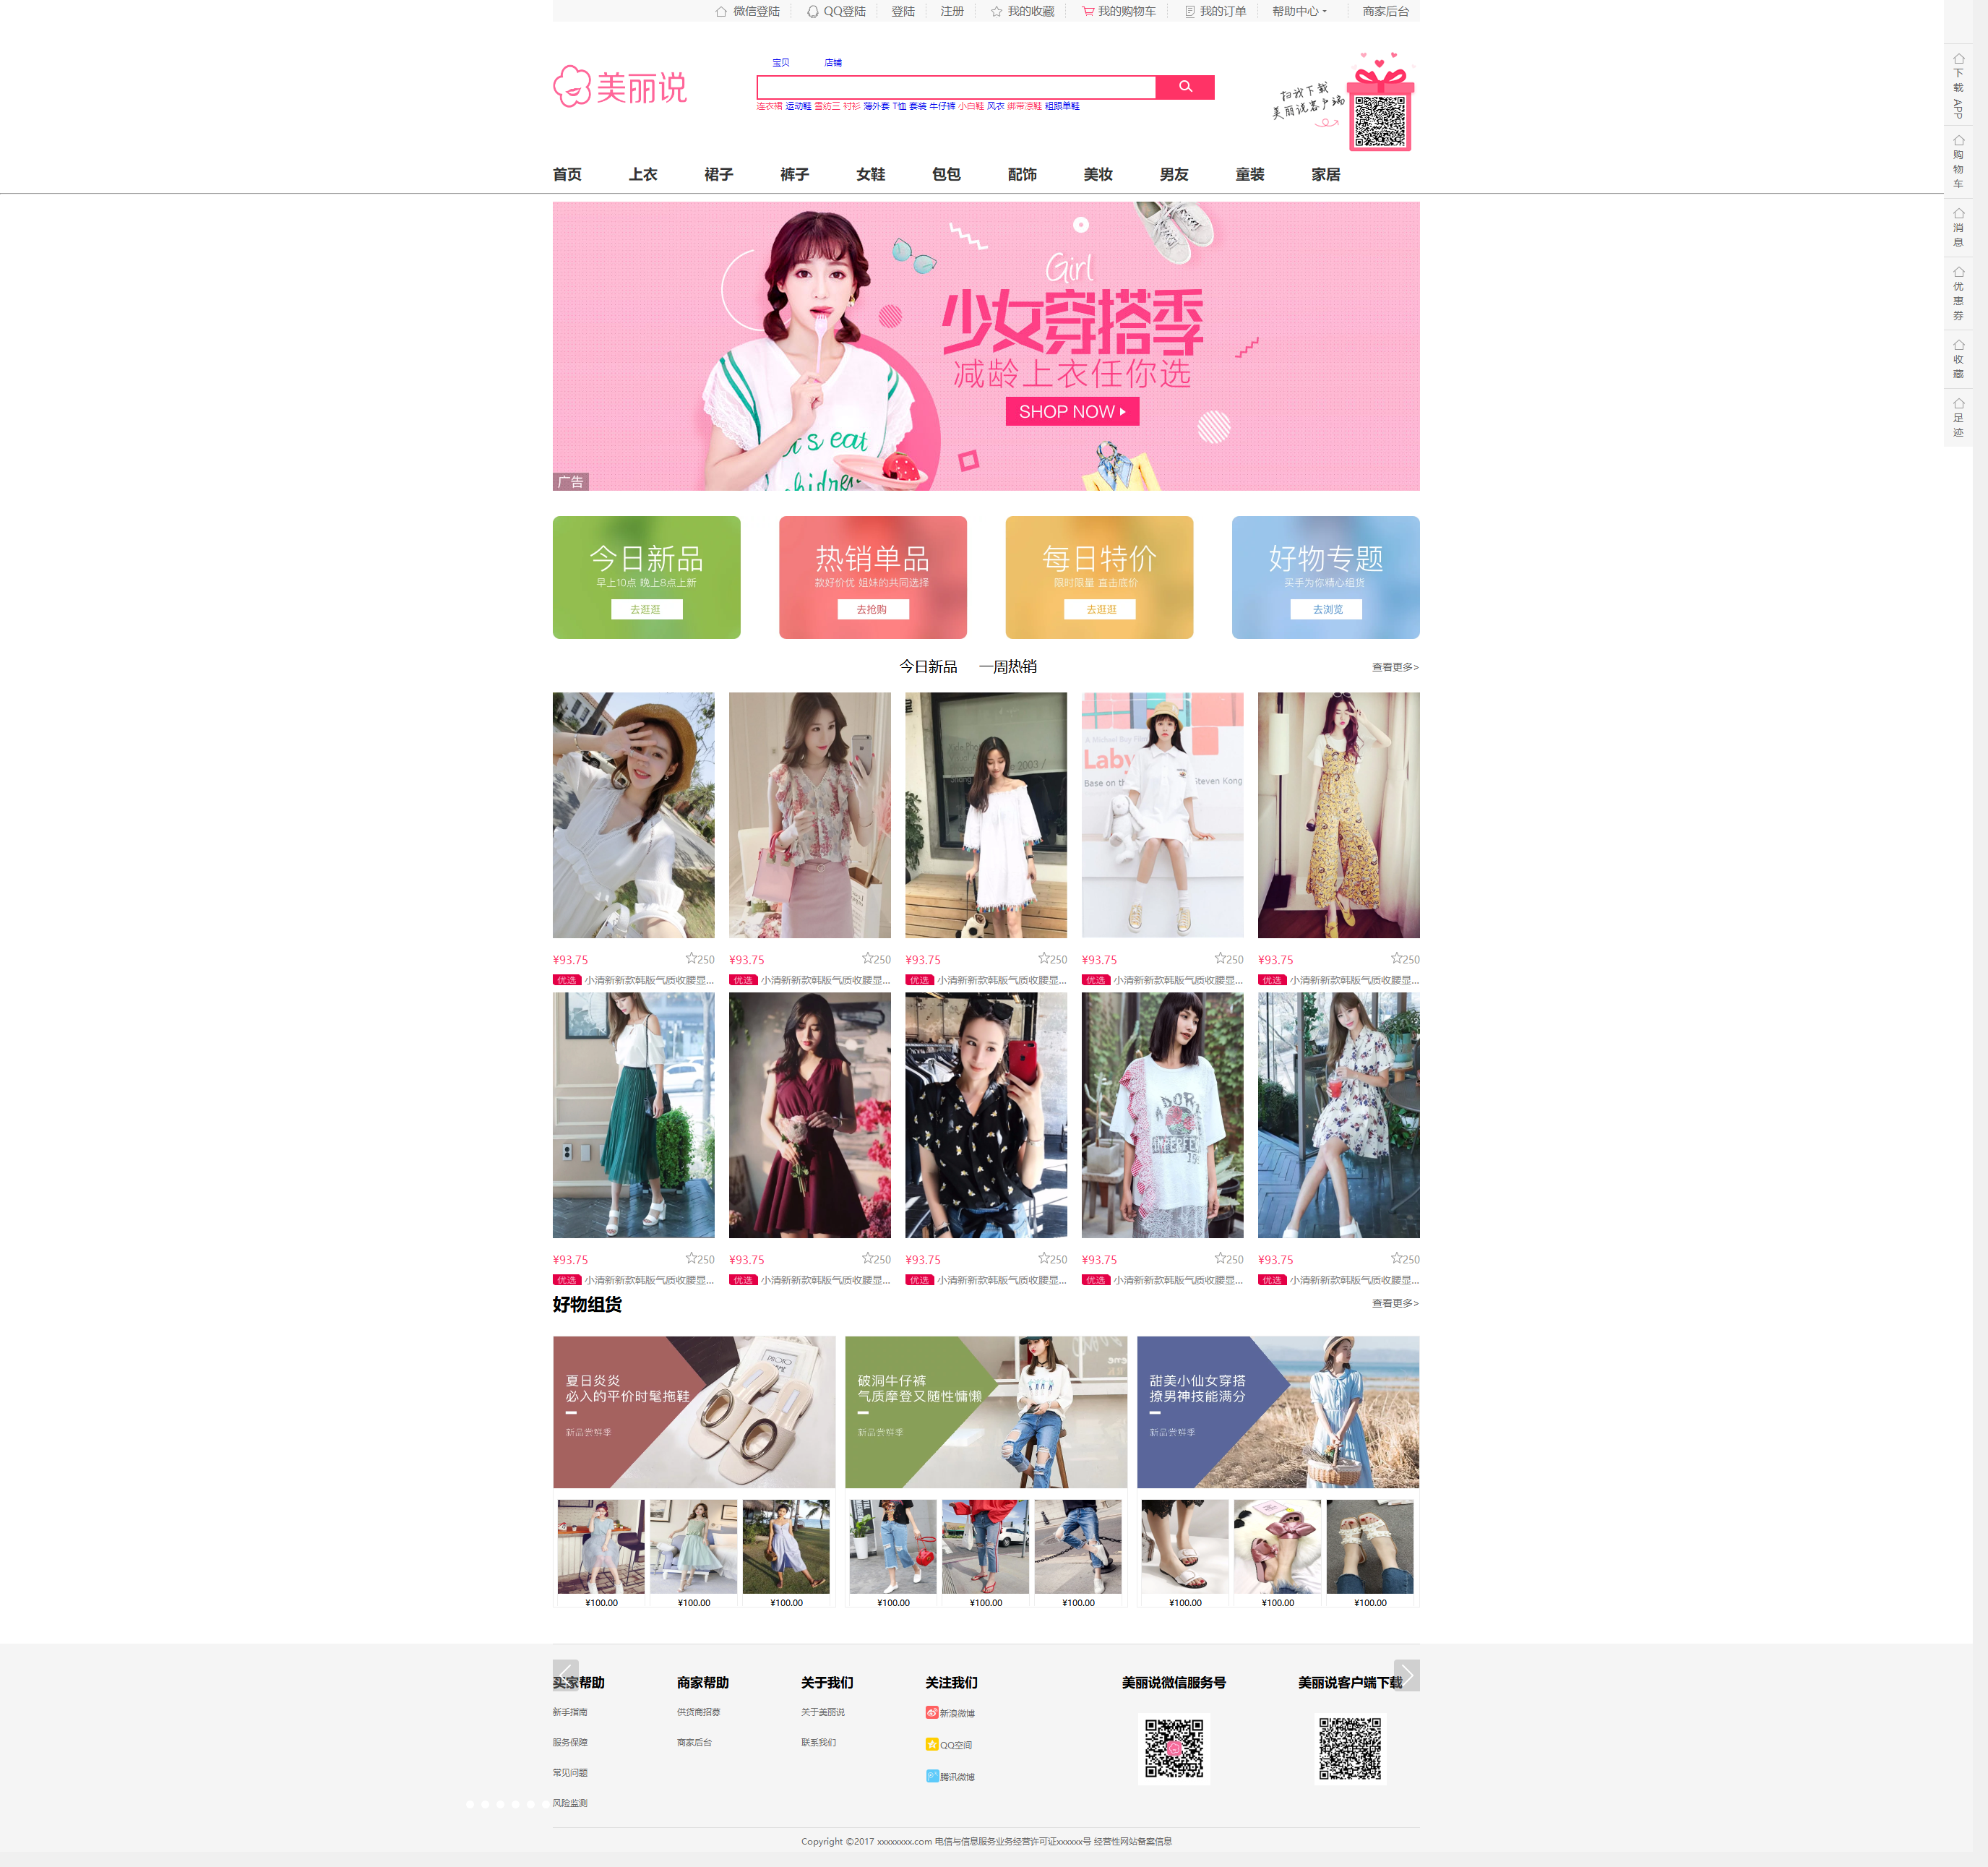 微信登陆 QQ登陆 登陆 注册 我的收藏 我的购物车 我的订单 帮助中心 商家后台
美丽说
宝贝 店铺
连衣裙 运动鞋 雪纺三 衬衫 薄外套 T恤 套装 牛仔裤 小白鞋 风衣 绑带凉鞋 粗跟单鞋
扫我下载
美丽说客户端
首页 上衣 裙子 裤子 女鞋 包包 配饰 美妆 男友 童装 家居
下载 APP
购物车
消息
优惠券
收藏
足迹
Girl
少女穿搭季
减龄上衣任你选
SHOP NOW
广告
今日新品
早上10点 晚上8点上新
去逛逛
热销单品
款好价优 姐妹的共同选择
去抢购
每日特价
限时限量 直击底价
去逛逛
好物专题
买手为你精心组货
去浏览
今日新品 一周热销 查看更多>
Laby
Base on th Steven Kong
¥93.75 250 ¥93.75 250 ¥93.75 250 ¥93.75 250 ¥93.75 250
优选 小清新新款韩版气质收腰显... 优选 小清新新款韩版气质收腰显... 优选 小清新新款韩版气质收腰显... 优选 小清新新款韩版气质收腰显... 优选 小清新新款韩版气质收腰显...
¥93.75 250 ¥93.75 250 ¥93.75 250 ¥93.75 250 ¥93.75 250
优选 小清新新款韩版气质收腰显... 优选 小清新新款韩版气质收腰显... 优选 小清新新款韩版气质收腰显... 优选 小清新新款韩版气质收腰显... 优选 小清新新款韩版气质收腰显...
好物组货 查看更多>
夏日炎炎
必入的平价时髦拖鞋
新品尝鲜季
破洞牛仔裤
气质摩登又随性慵懒
新品尝鲜季
甜美小仙女穿搭
撩男神技能满分
新品尝鲜季
¥100.00 ¥100.00 ¥100.00 ¥100.00 ¥100.00 ¥100.00 ¥100.00 ¥100.00 ¥100.00
买家帮助 商家帮助 关于我们 关注我们 美丽说微信服务号 美丽说客户端下载
新手指南 供货商招募 关于美丽说 新浪微博
服务保障 商家后台 联系我们 QQ空间
常见问题 腾讯微博
风险监测
Copyright ©2017 xxxxxxxx.com 电信与信息服务业务经营许可证xxxxxx号 经营性网站备案信息